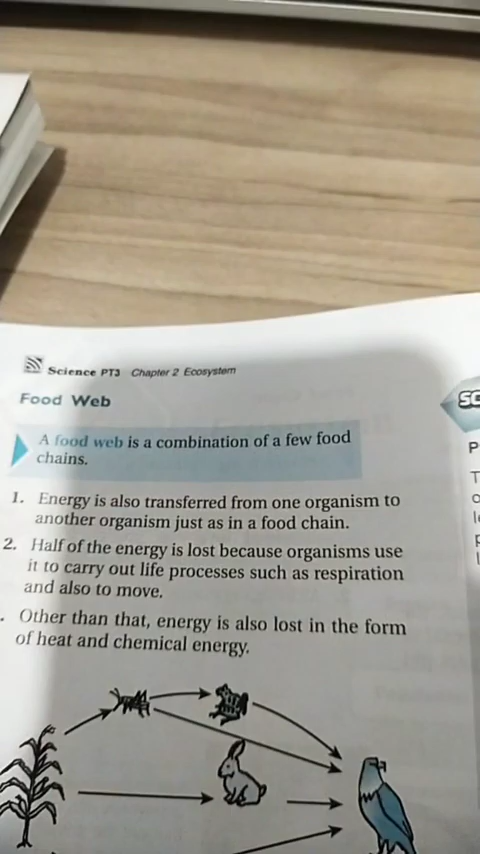 Science PT3 Chapter 2 Ecosystem
Food Web
A food web is a combination of a few food
chains.
1. Energy is also transferred from one organism to
another organism just as in a food chain.
2. Half of the energy is lost because organisms use
it to carry out life processes such as respiration
and also to move.
. Other than that, energy is also lost in the form
of heat and chemical energy.
SC
P
T